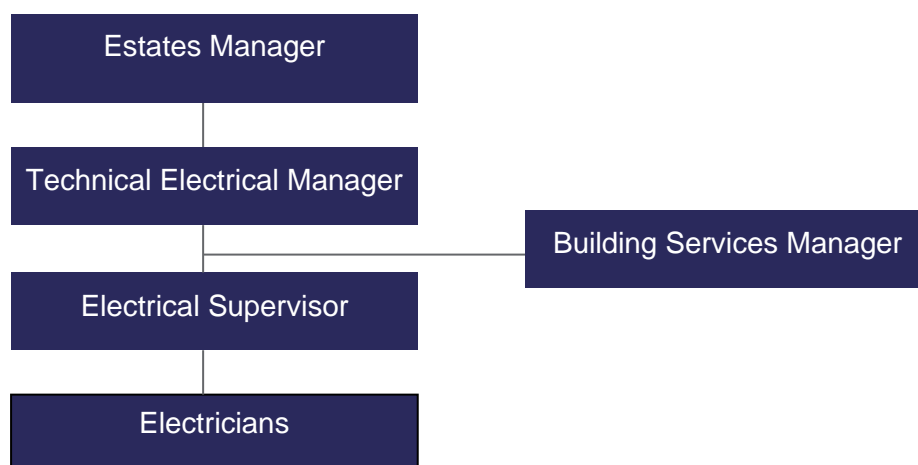 Estates Manager
Technical Electrical Manager
Building Services Manager
Electrical Supervisor
Electricians